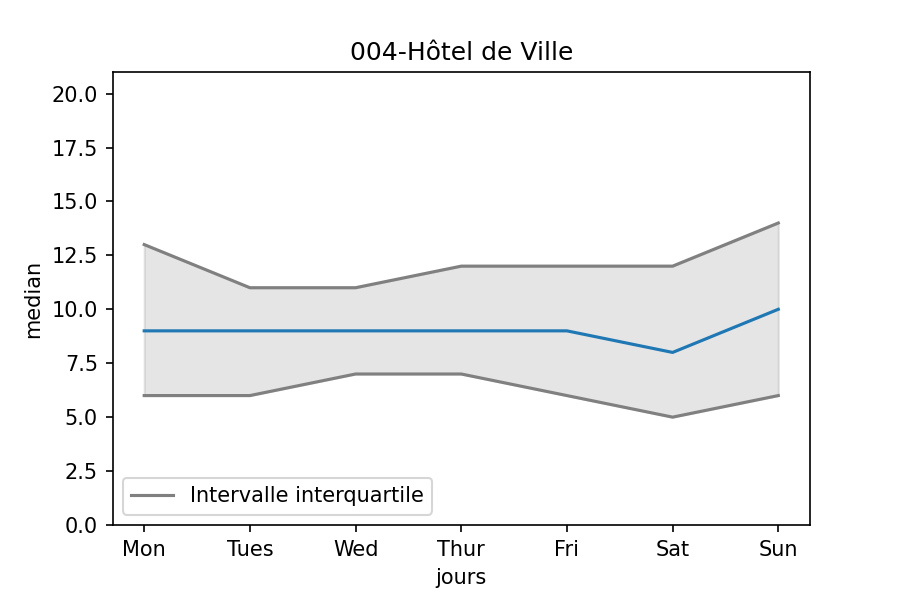 004-Hôtel de Ville
20.0
17.5
15.0
12.5
10.0
7.5
5.0
2.5
0.0
median
Intervalle interquartile
Mon Tues Wed Thur Fri Sat Sun
jours